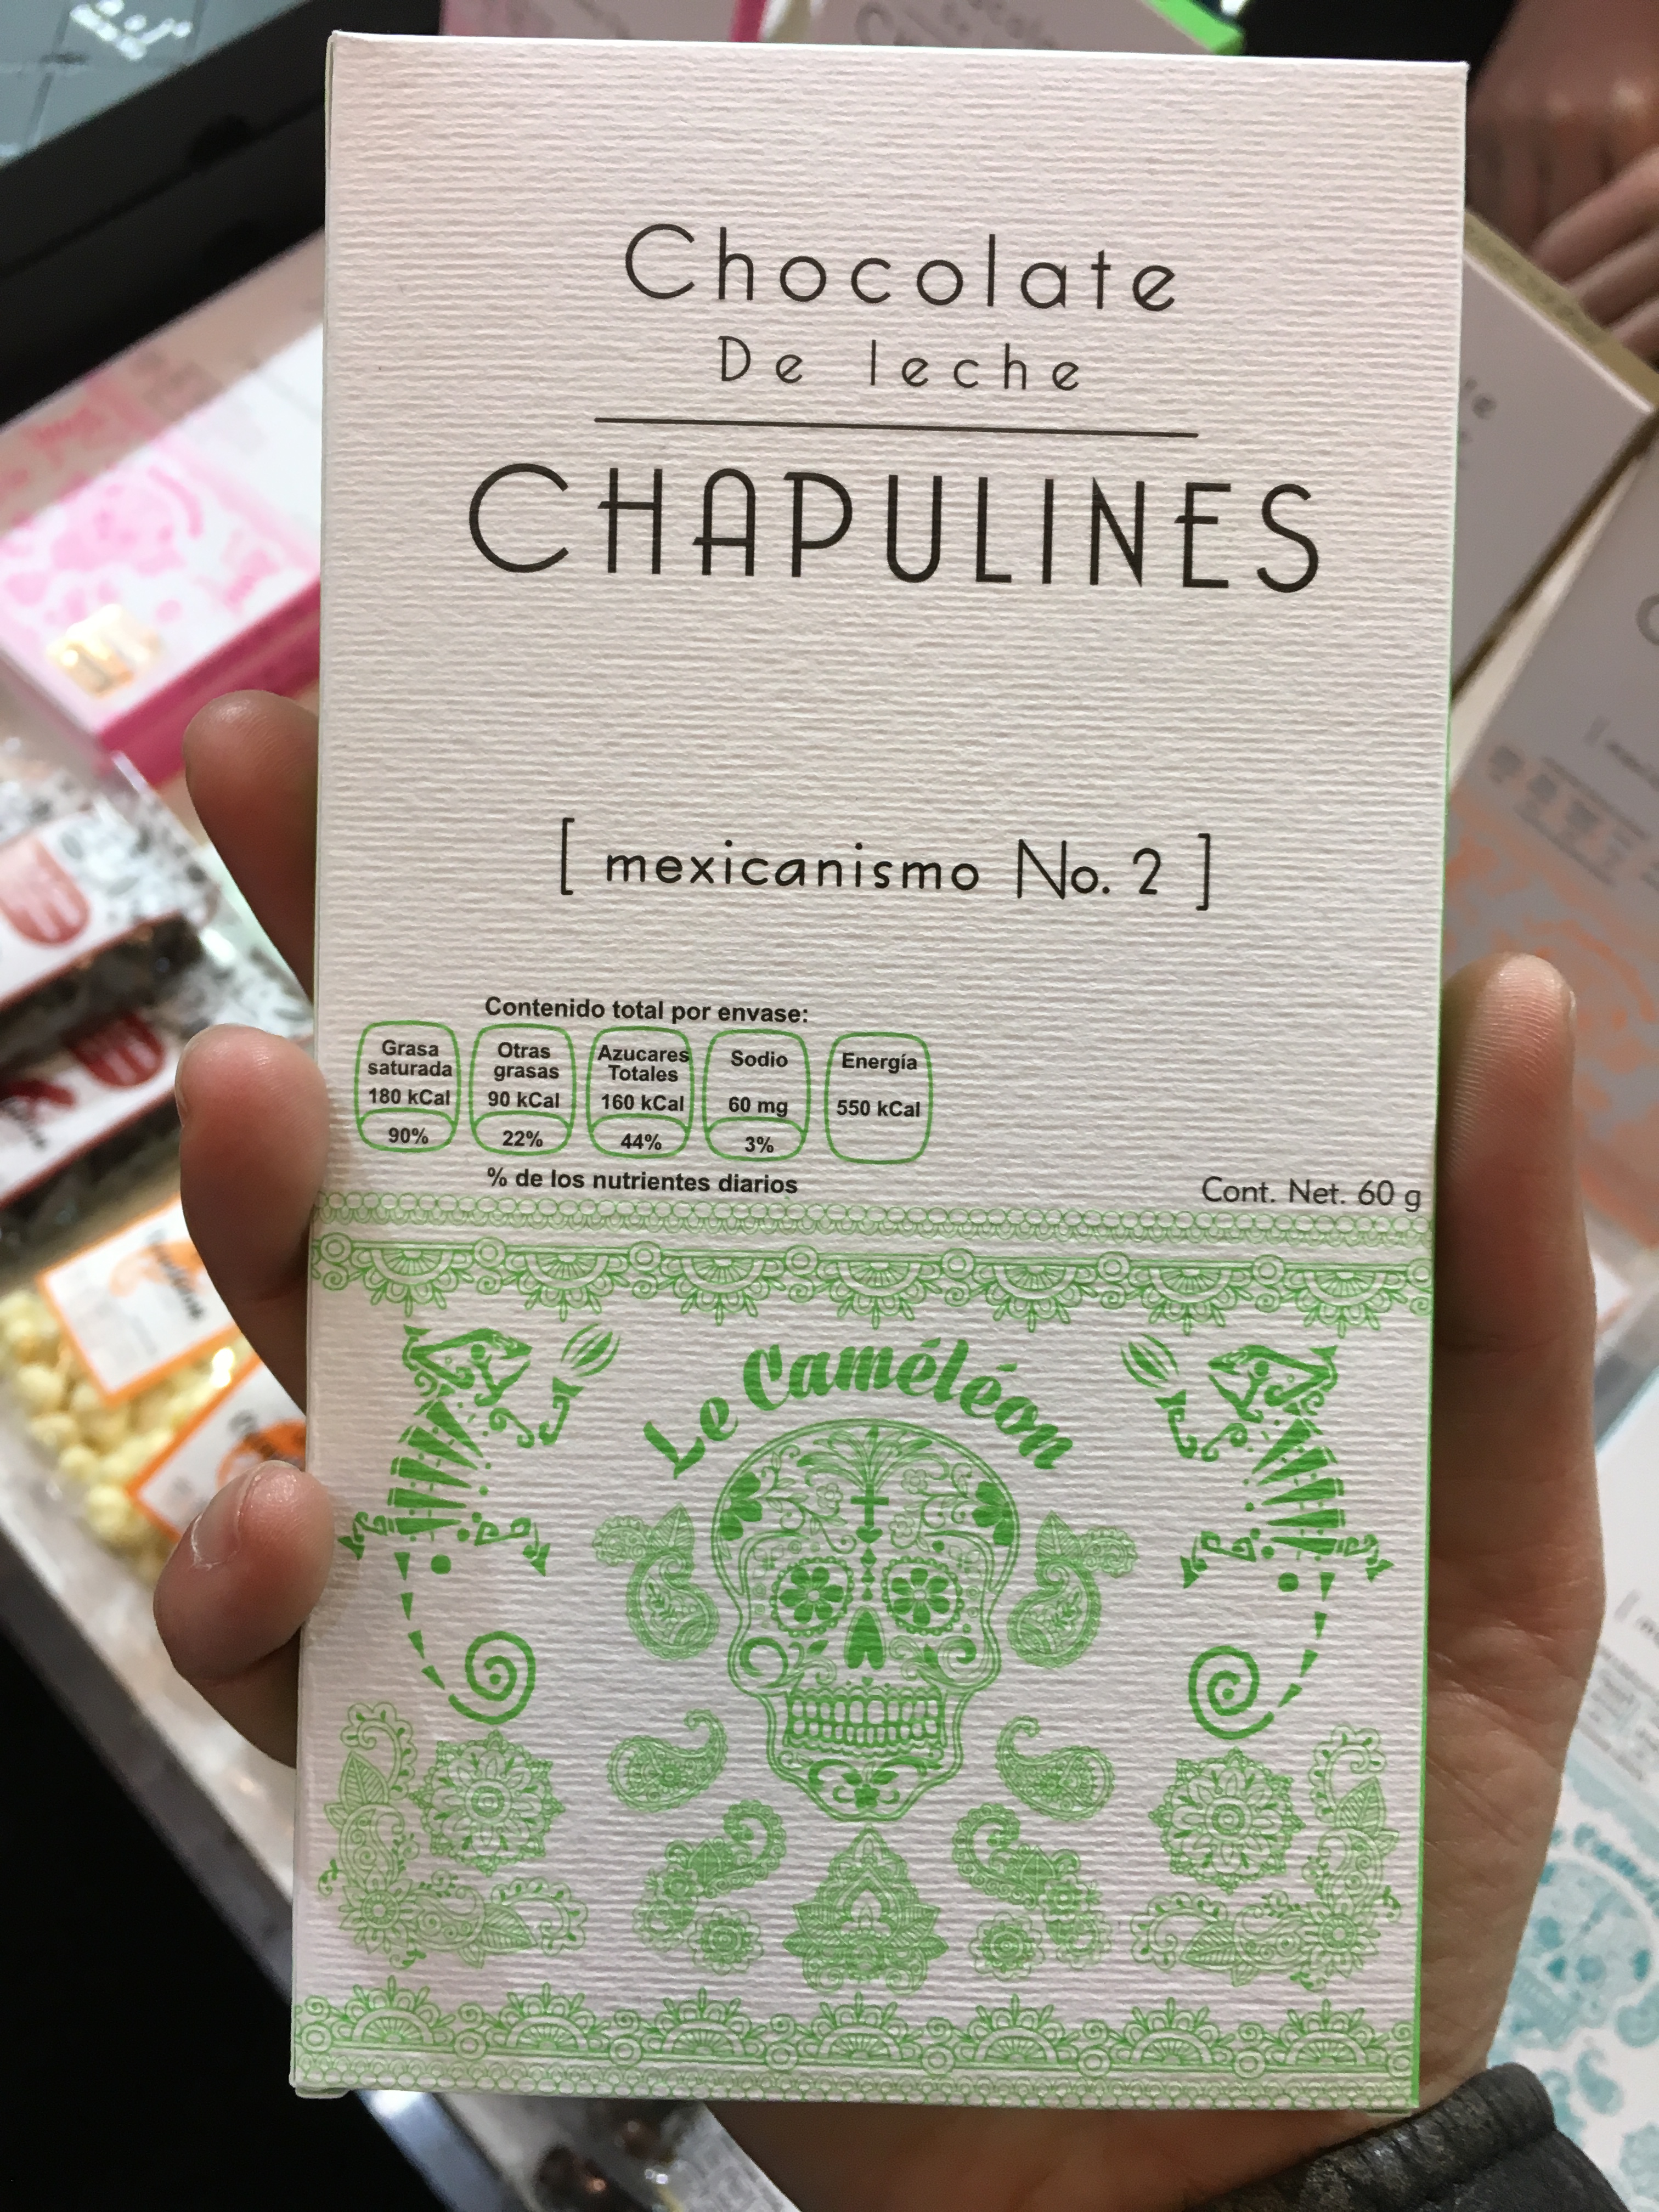 Chocolate
De leche
CHAPULINES
[ mexicanismo No. 2 ]
Contenido total por envase:
Grasa saturada 180 kCal 90%
Otras grasas 90 kCal 22%
Azucares Totales 160 kCal 44%
Sodio 60 mg 3%
Energía 550 kCal
% de los nutrientes diarios
Cont. Net. 60 g
Le Caméléon